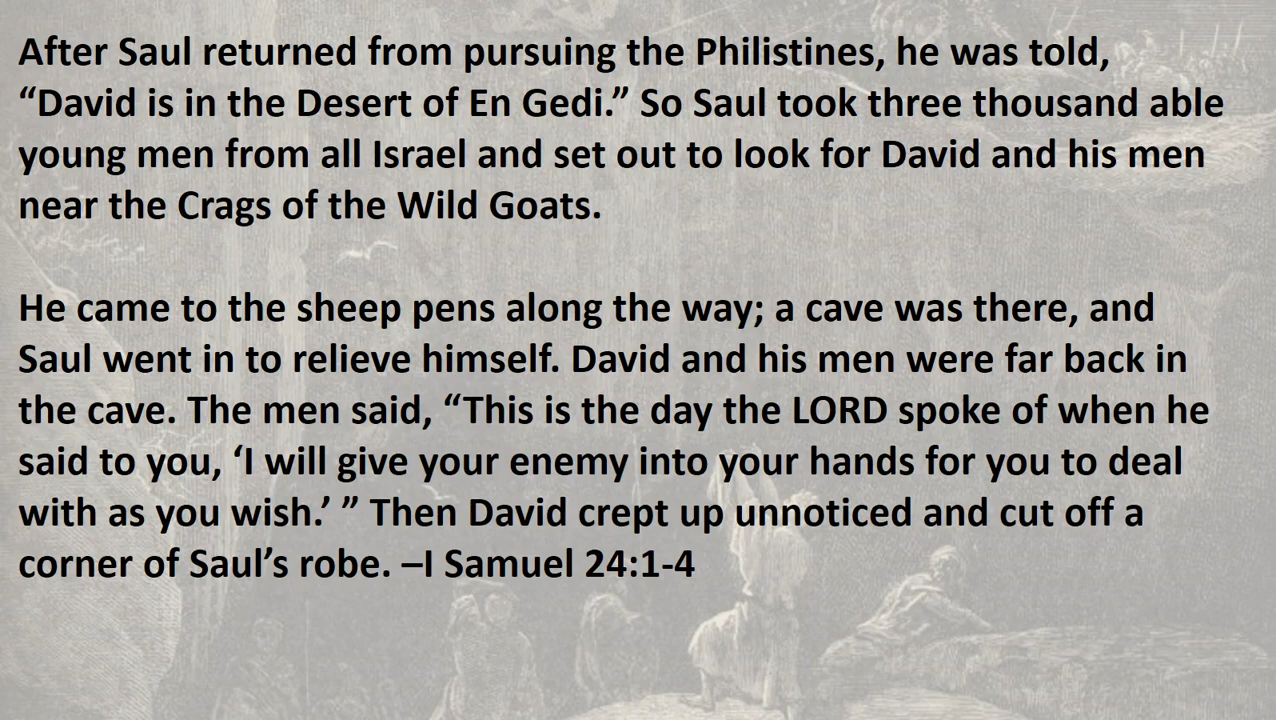 After Saul returned from pursuing the Philistines, he was told,
“David is in the Desert of En Gedi.” So Saul took three thousand able
young men from all Israel and set out to look for David and his men
near the Crags of the Wild Goats.
He came to the sheep pens along the way; a cave was there, and
Saul went in to relieve himself. David and his men were far back in
the cave. The men said, “This is the day the LORD spoke of when he
said to you, ‘I will give your enemy into your hands for you to deal
with as you wish.’ ” Then David crept up unnoticed and cut off a
corner of Saul’s robe. –I Samuel 24:1-4